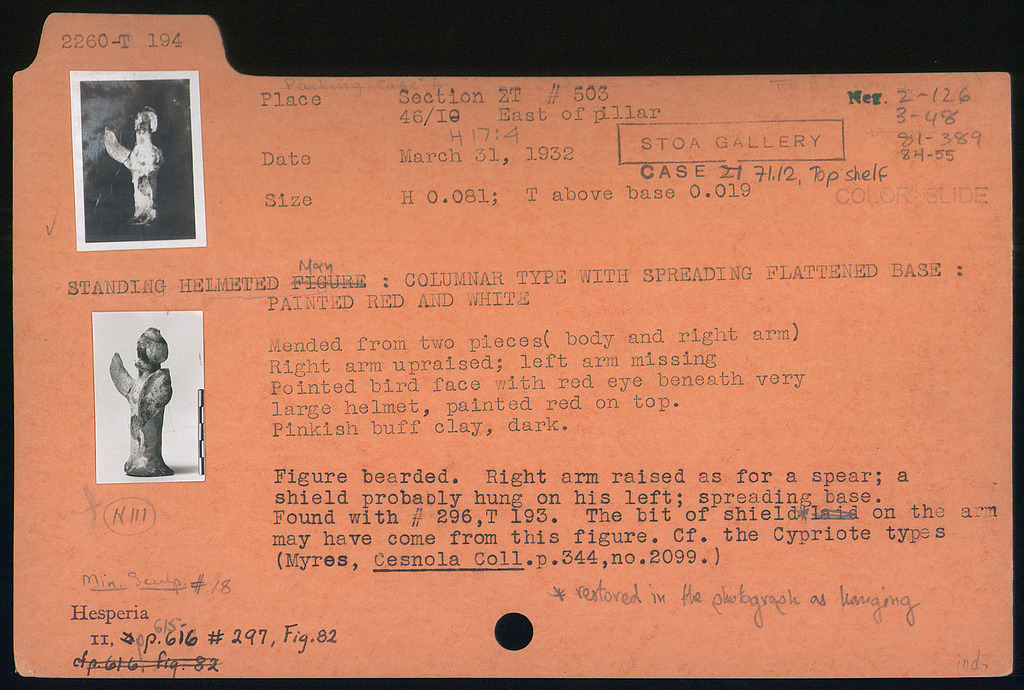 2260-T 194
Packing Case
Place Section ΣT # 503
46/IΘ East of pillar
H 17:4
Date March 31, 1932
Size H 0.081; T above base 0.019
Neg. 2-126
3-48
81-389
84-55
STOA GALLERY
CASE 21 71.12, Top shelf
COLOR SLIDE
Man
STANDING HELMETED FIGURE : COLUMNAR TYPE WITH SPREADING FLATTENED BASE :
PAINTED RED AND WHITE
Mended from two pieces( body and right arm)
Right arm upraised; left arm missing
Pointed bird face with red eye beneath very
large helmet, painted red on top.
Pinkish buff clay, dark.
Figure bearded. Right arm raised as for a spear; a
shield probably hung on his left; spreading base.
Found with # 296,T 193. The bit of shield* laid on the arm
may have come from this figure. Cf. the Cypriote types
(Myres, Cesnola Coll.p.344,no.2099.)
* restored in the photograph as hanging
N III
Min. Sculp. # 18
Hesperia
615-
II, pp. 616 # 297, Fig. 82
cf p. 616, fig. 82
ind.